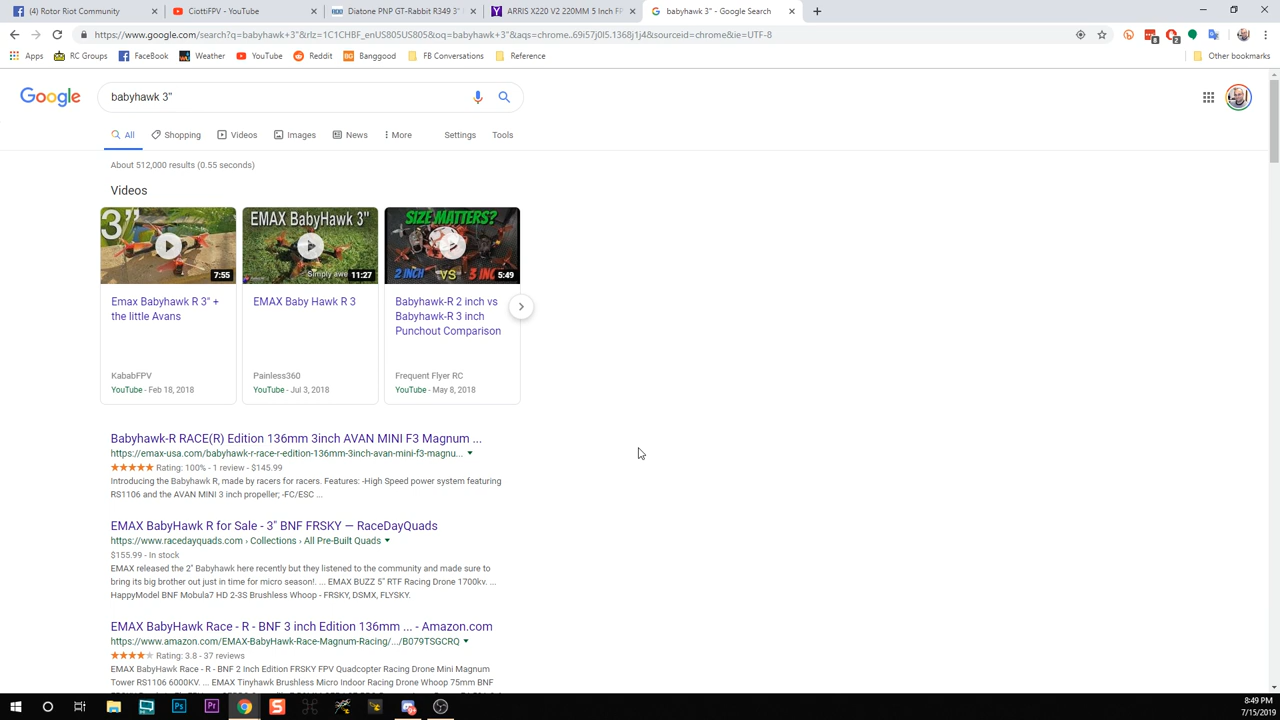 (4) Rotor Riot Community
CiottiFPV - YouTube
Diatone PNP GT-Rabbit R349 3"
ARRIS X220 V2 220MM 5 Inch FP
babyhawk 3" - Google Search
https://www.google.com/search?q=babyhawk+3"&rlz=1C1CHBF_enUS805US805&oq=babyhawk+3"&aqs=chrome..69i57j0l5.1368j1j4&sourceid=chrome&ie=UTF-8
Apps
RC Groups
FaceBook
Weather
YouTube
Reddit
Banggood
FB Conversations
Reference
Other bookmarks
Google
babyhawk 3"
All
Shopping
Videos
Images
News
More
Settings
Tools
About 512,000 results (0.55 seconds)
Videos
3"
7:55
EMAX BabyHawk 3"
Simply awe
11:27
SIZE MATTERS?
2 INCH VS 3 INC
5:49
Emax Babyhawk R 3" +
the little Avans
KababFPV
YouTube - Feb 18, 2018
EMAX Baby Hawk R 3
Painless360
YouTube - Jul 3, 2018
Babyhawk-R 2 inch vs
Babyhawk-R 3 inch
Punchout Comparison
Frequent Flyer RC
YouTube - May 8, 2018
Babyhawk-R RACE(R) Edition 136mm 3inch AVAN MINI F3 Magnum ...
https://emax-usa.com/babyhawk-r-race-r-edition-136mm-3inch-avan-mini-f3-magnu...
Rating: 100% - 1 review - $145.99
Introducing the Babyhawk R, made by racers for racers. Features: -High Speed power system featuring
RS1106 and the AVAN MINI 3 inch propeller; -FC/ESC ...
EMAX BabyHawk R for Sale - 3" BNF FRSKY — RaceDayQuads
https://www.racedayquads.com › Collections › All Pre-Built Quads
$155.99 - In stock
EMAX released the 2" Babyhawk here recently but they listened to the community and made sure to
bring its big brother out just in time for micro season!. ... EMAX BUZZ 5" RTF Racing Drone 1700kv. ...
HappyModel BNF Mobula7 HD 2-3S Brushless Whoop - FRSKY, DSMX, FLYSKY.
EMAX BabyHawk Race - R - BNF 3 inch Edition 136mm ... - Amazon.com
https://www.amazon.com/EMAX-BabyHawk-Race-Magnum-Racing/.../B079TSGCRQ
Rating: 3.8 - 37 reviews
EMAX BabyHawk Race - R - BNF 2 Inch Edition FRSKY FPV Quadcopter Racing Drone Mini Magnum
Tower RS1106 6000KV. ... EMAX Tinyhawk Brushless Micro Indoor Racing Drone Whoop 75mm BNF
8:49 PM
7/15/2019